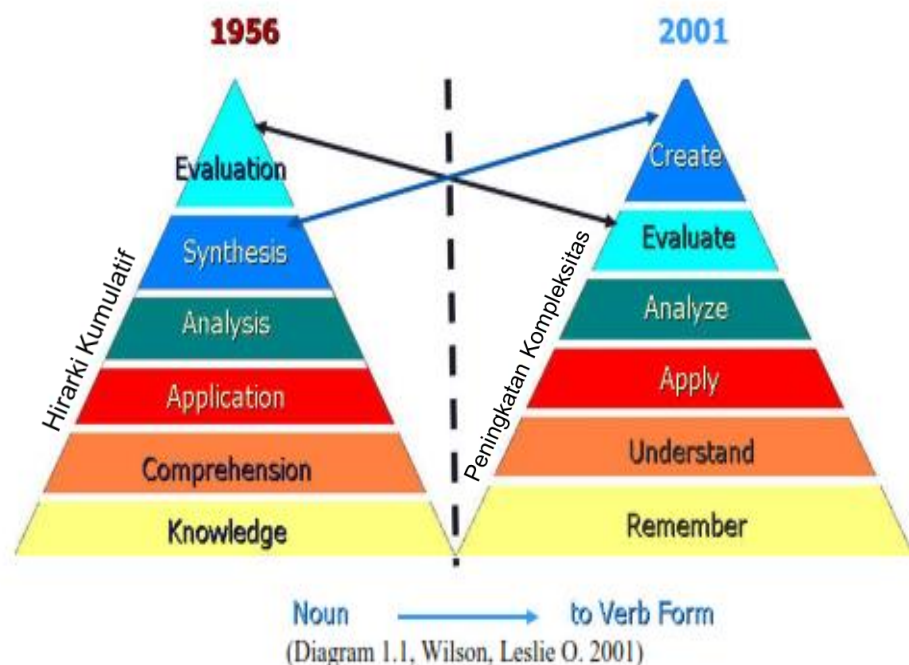 1956
Evaluation
Synthesis
Analysis
Application
Comprehension
Knowledge
Hirarki Kumulatif
2001
Create
Evaluate
Analyze
Apply
Understand
Remember
Peningkatan Kompleksitas
Noun to Verb Form
(Diagram 1.1, Wilson, Leslie O. 2001)